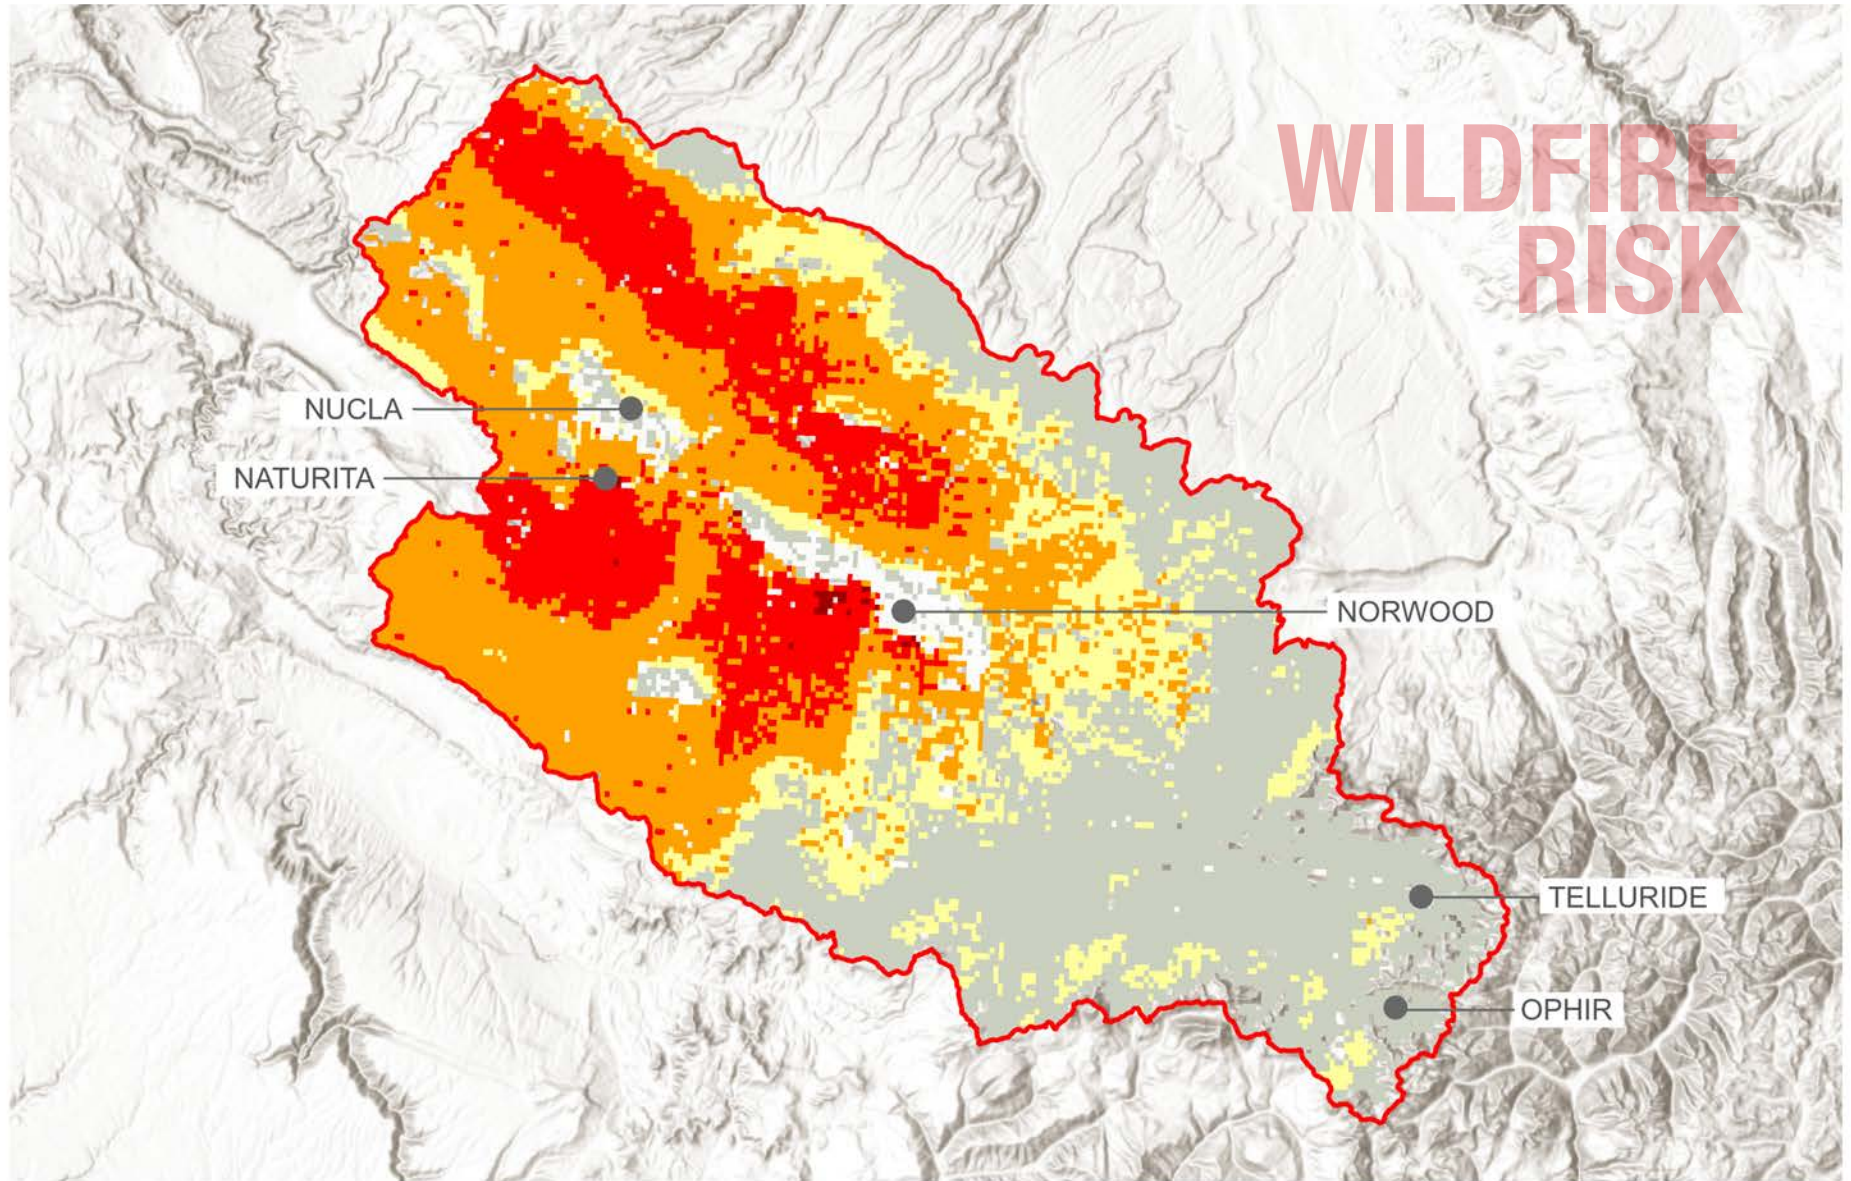 WILDFIRE
RISK
NUCLA
NATURITA
NORWOOD
TELLURIDE
OPHIR